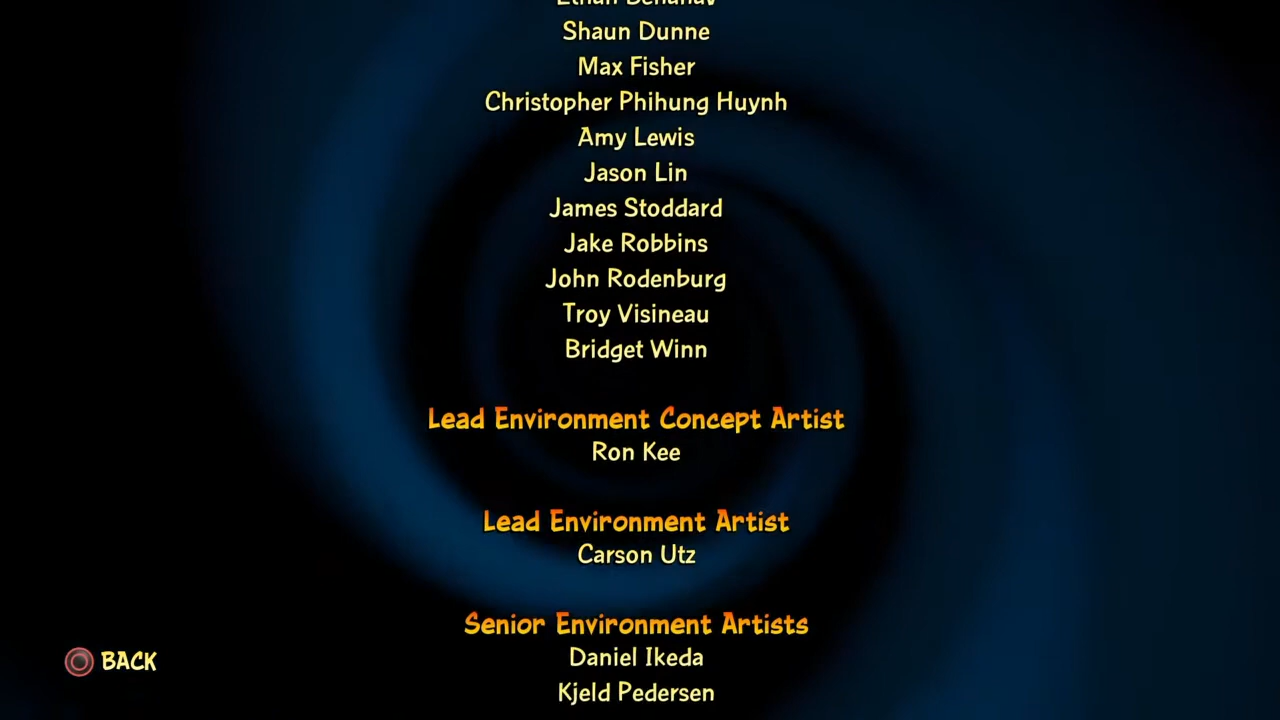 Shaun Dunne
Max Fisher
Christopher Phihung Huynh
Amy Lewis
Jason Lin
James Stoddard
Jake Robbins
John Rodenburg
Troy Visineau
Bridget Winn
Lead Environment Concept Artist
Ron Kee
Lead Environment Artist
Carson Utz
Senior Environment Artists
Daniel Ikeda
Kjeld Pedersen
BACK